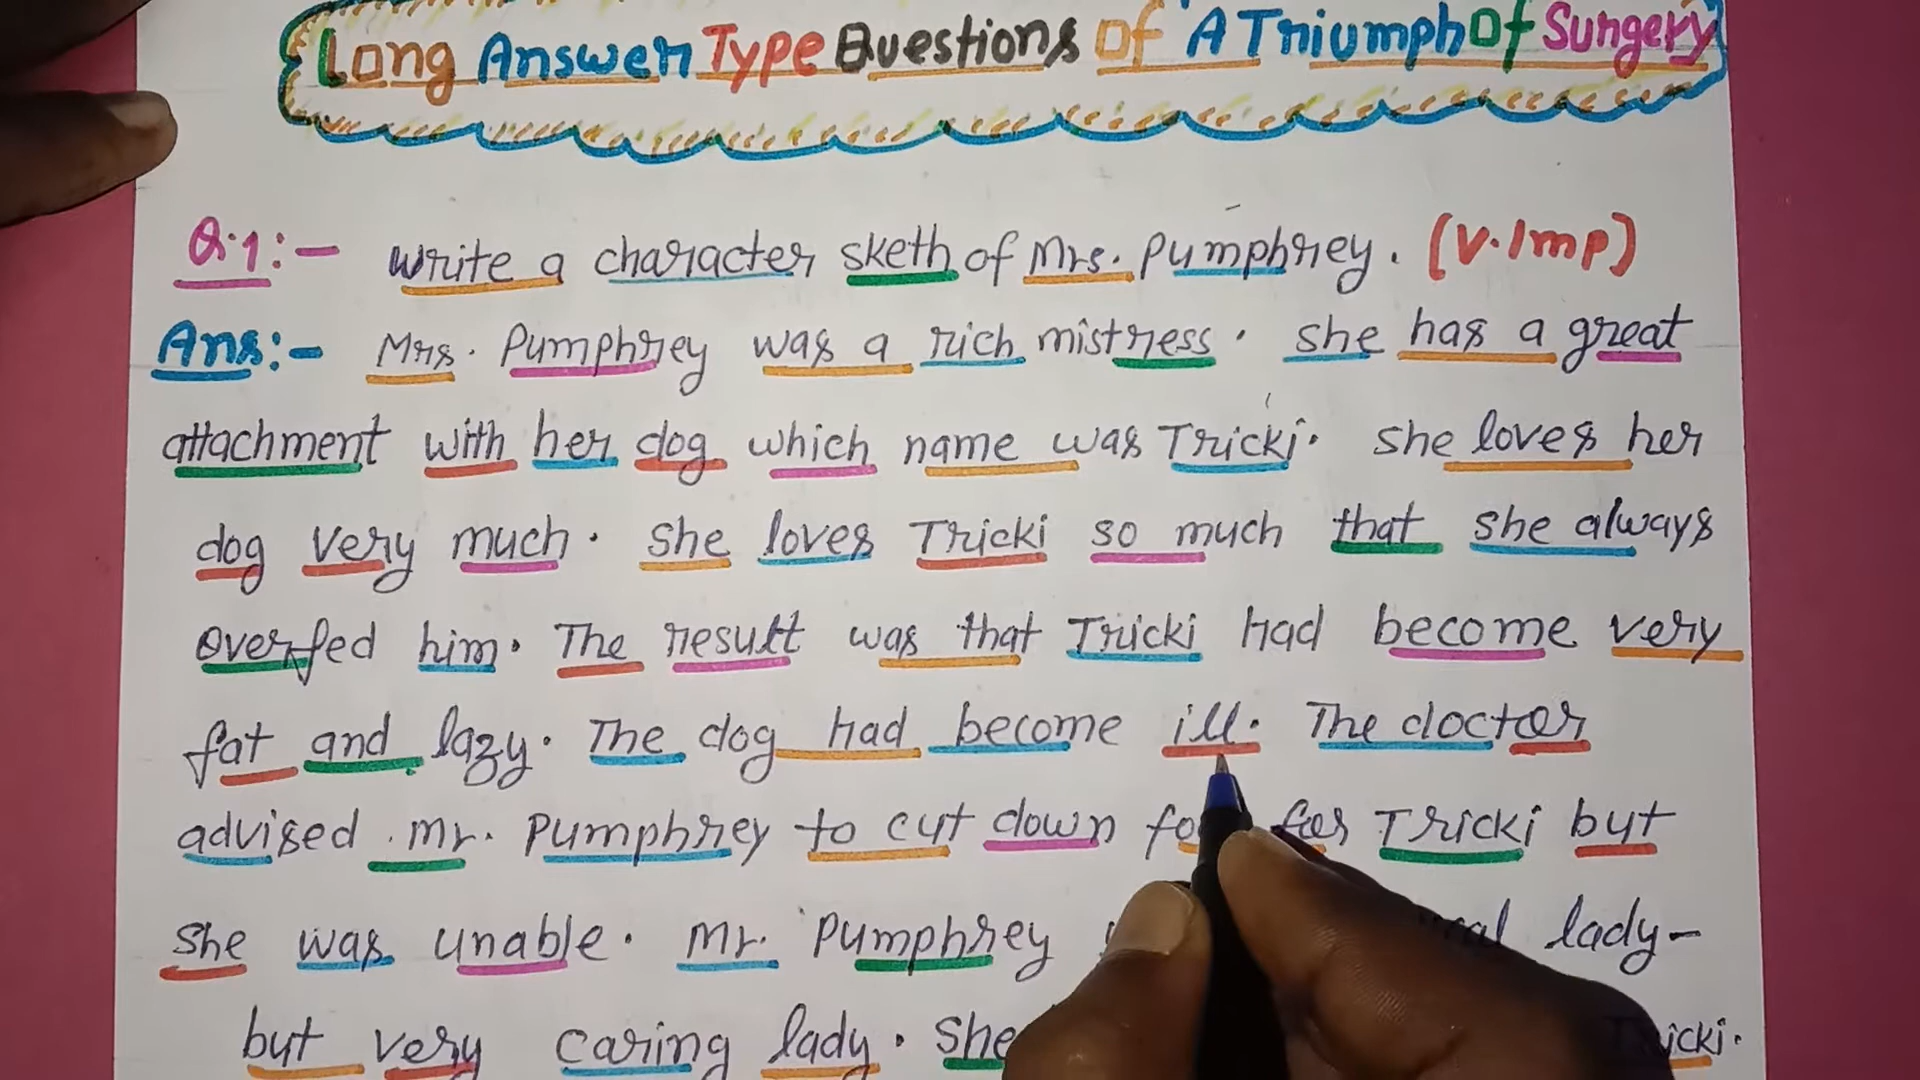 Long Answer Type Questions Of 'A Triumph Of Surgery
Q.1:- Write a character sketh of Mrs. Pumphrey. (V.Imp)
Ans:- Mrs. Pumphrey was a rich mistress. She has a great
attachment with her dog which name was Tricki. She loves her
dog very much. She loves Tricki so much that she always
overfed him. The result was that Tricki had become very
fat and lazy. The dog had become ill. The doctor
advised mr. Pumphrey to cut down for Tricki but
she was unable. Mr. Pumphrey lady-
but very caring lady. She Tricki.